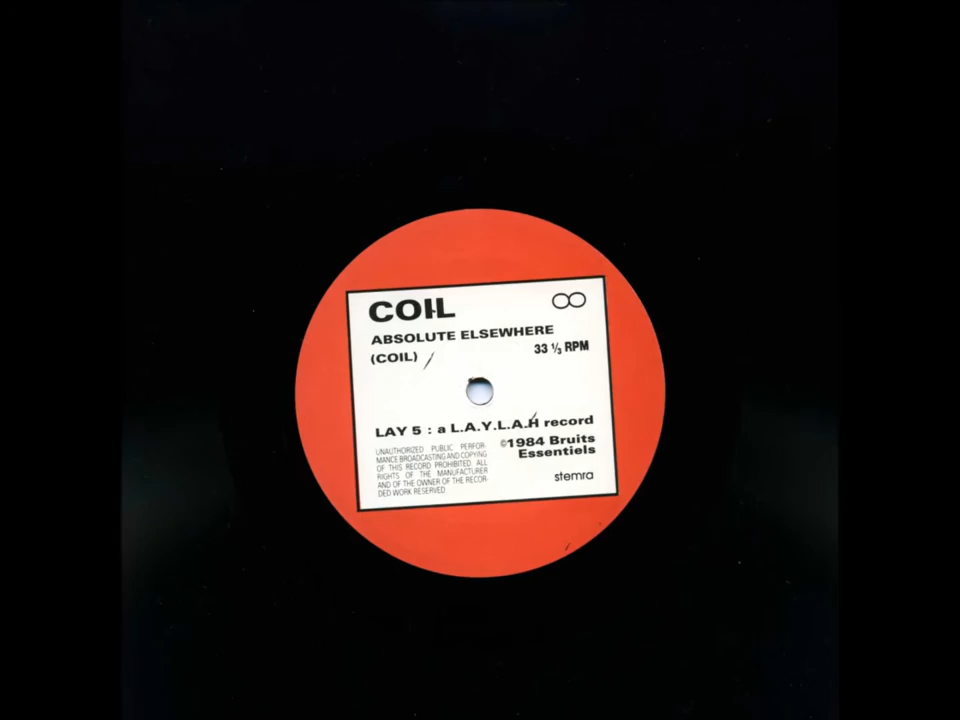 COIL
∞
ABSOLUTE ELSEWHERE
(COIL)
33 ⅓ RPM
LAY 5 : a L.A.Y.L.A.H record
UNAUTHORIZED PUBLIC PERFOR-
MANCE BROADCASTING AND COPYING
OF THIS RECORD PROHIBITED. ALL
RIGHTS OF THE MANUFACTURER
AND OF THE OWNER OF THE RECOR-
DED WORK RESERVED
©1984 Bruits
Essentiels
stemra